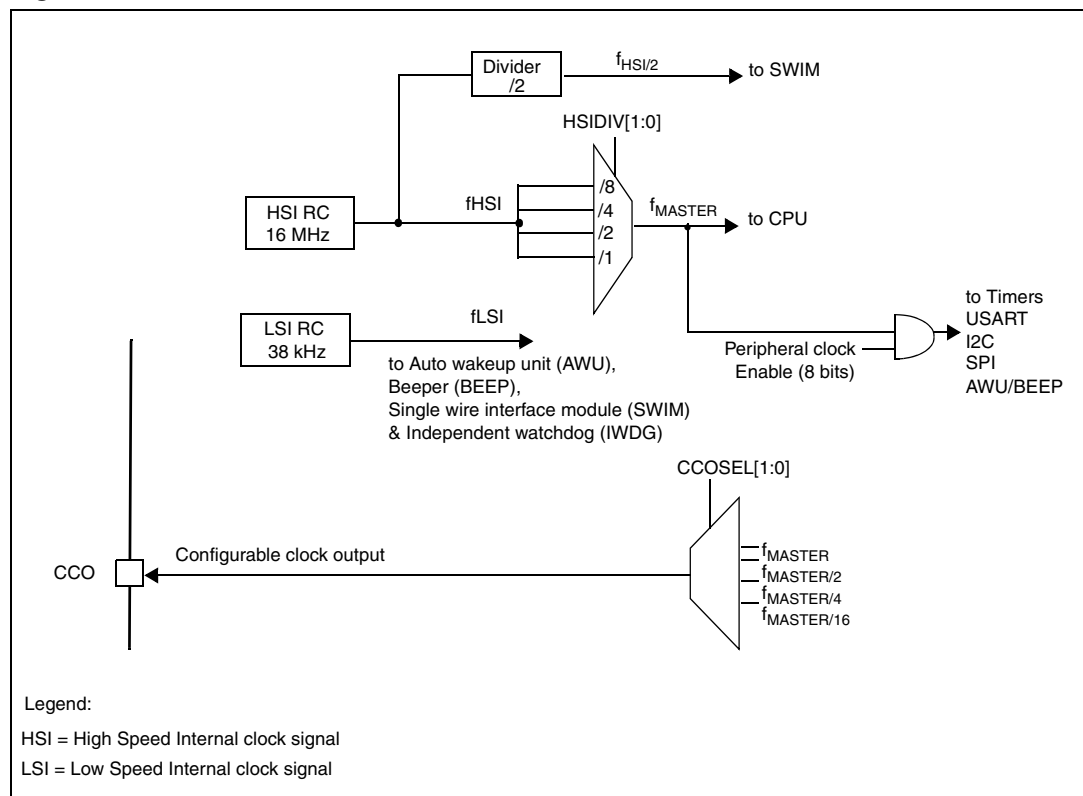 Divider
/2
fHSI/2
to SWIM
HSIDIV[1:0]
/8
/4
/2
/1
HSI RC
16 MHz
fHSI
fMASTER
to CPU
LSI RC
38 kHz
fLSI
to Auto wakeup unit (AWU),
Beeper (BEEP),
Single wire interface module (SWIM)
& Independent watchdog (IWDG)
Peripheral clock
Enable (8 bits)
to Timers
USART
I2C
SPI
AWU/BEEP
CCOSEL[1:0]
CCO
Configurable clock output
fMASTER
fMASTER/2
fMASTER/4
fMASTER/16
Legend:
HSI = High Speed Internal clock signal
LSI = Low Speed Internal clock signal